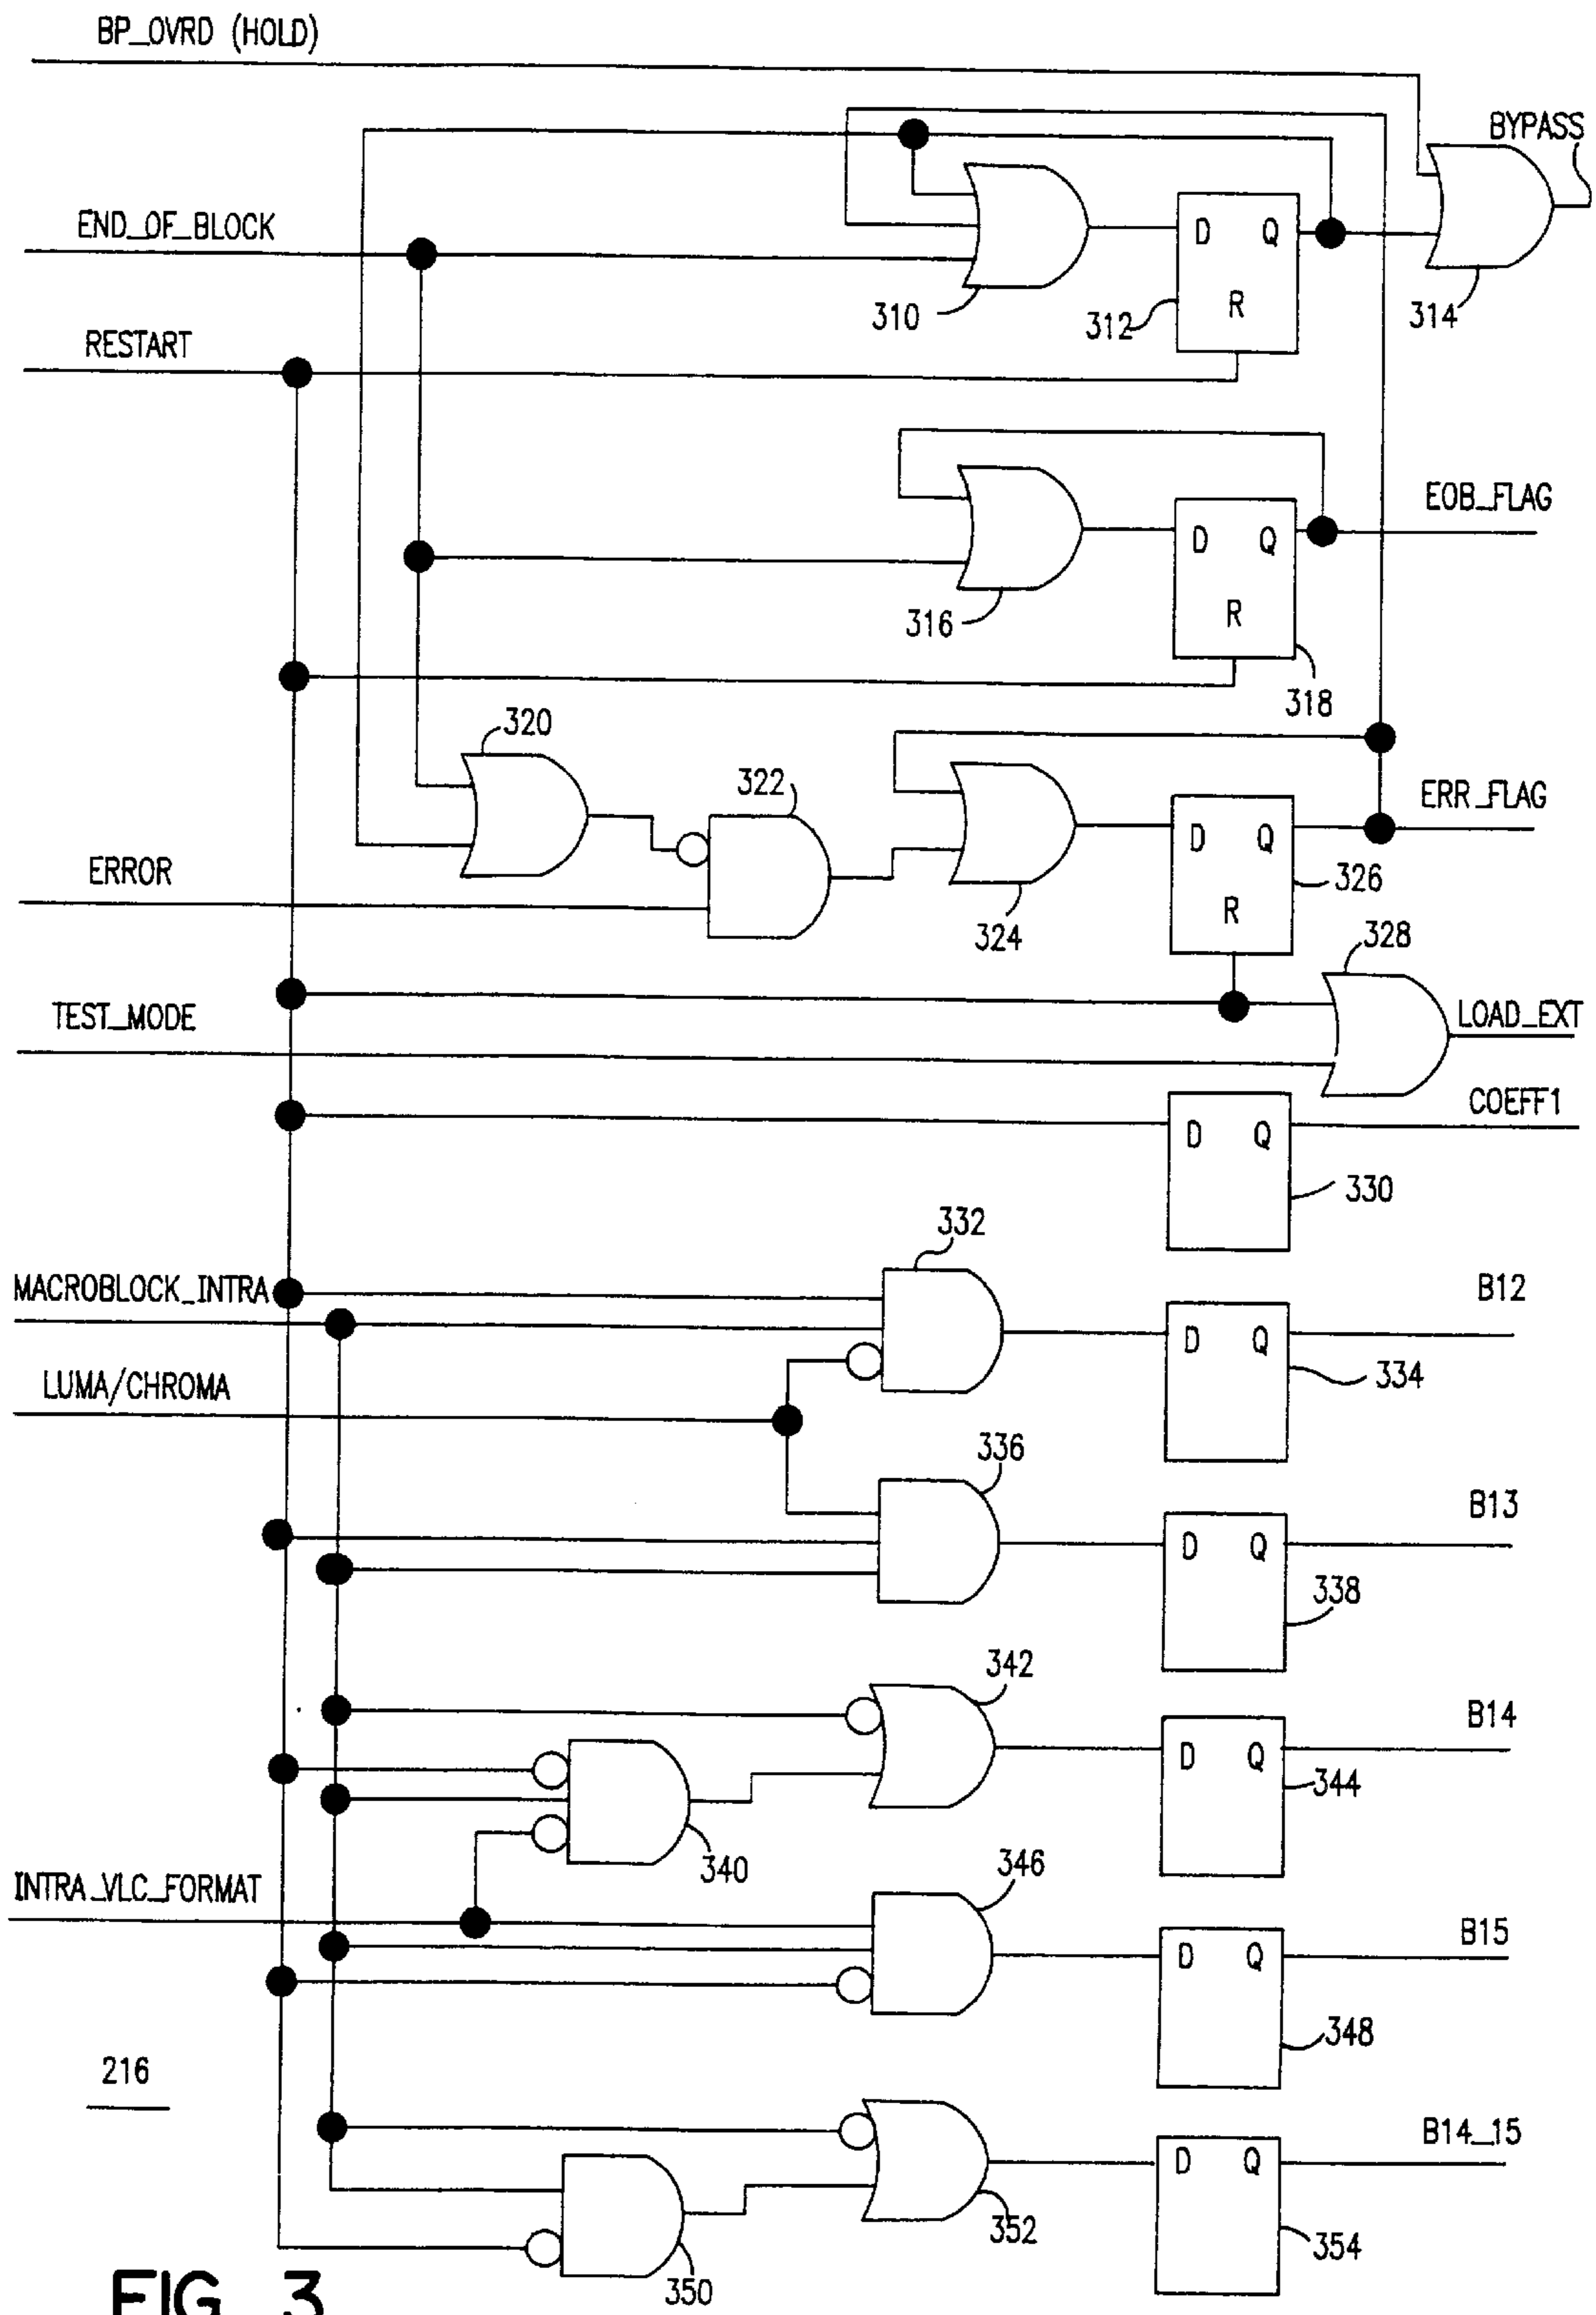 BP_OVRD (HOLD)
BYPASS
END_OF_BLOCK
D Q
R
310
312
314
RESTART
EOB_FLAG
D Q
R
316
318
320
322
ERR_FLAG
D Q
R
ERROR
324
326
328
TEST_MODE
LOAD_EXT
COEFF1
D Q
330
332
MACROBLOCK_INTRA
B12
D Q
LUMA/CHROMA
334
336
B13
D Q
338
342
B14
D Q
344
340
INTRA_VLC_FORMAT
346
B15
D Q
348
216
B14_15
D Q
352
354
350
FIG. 3